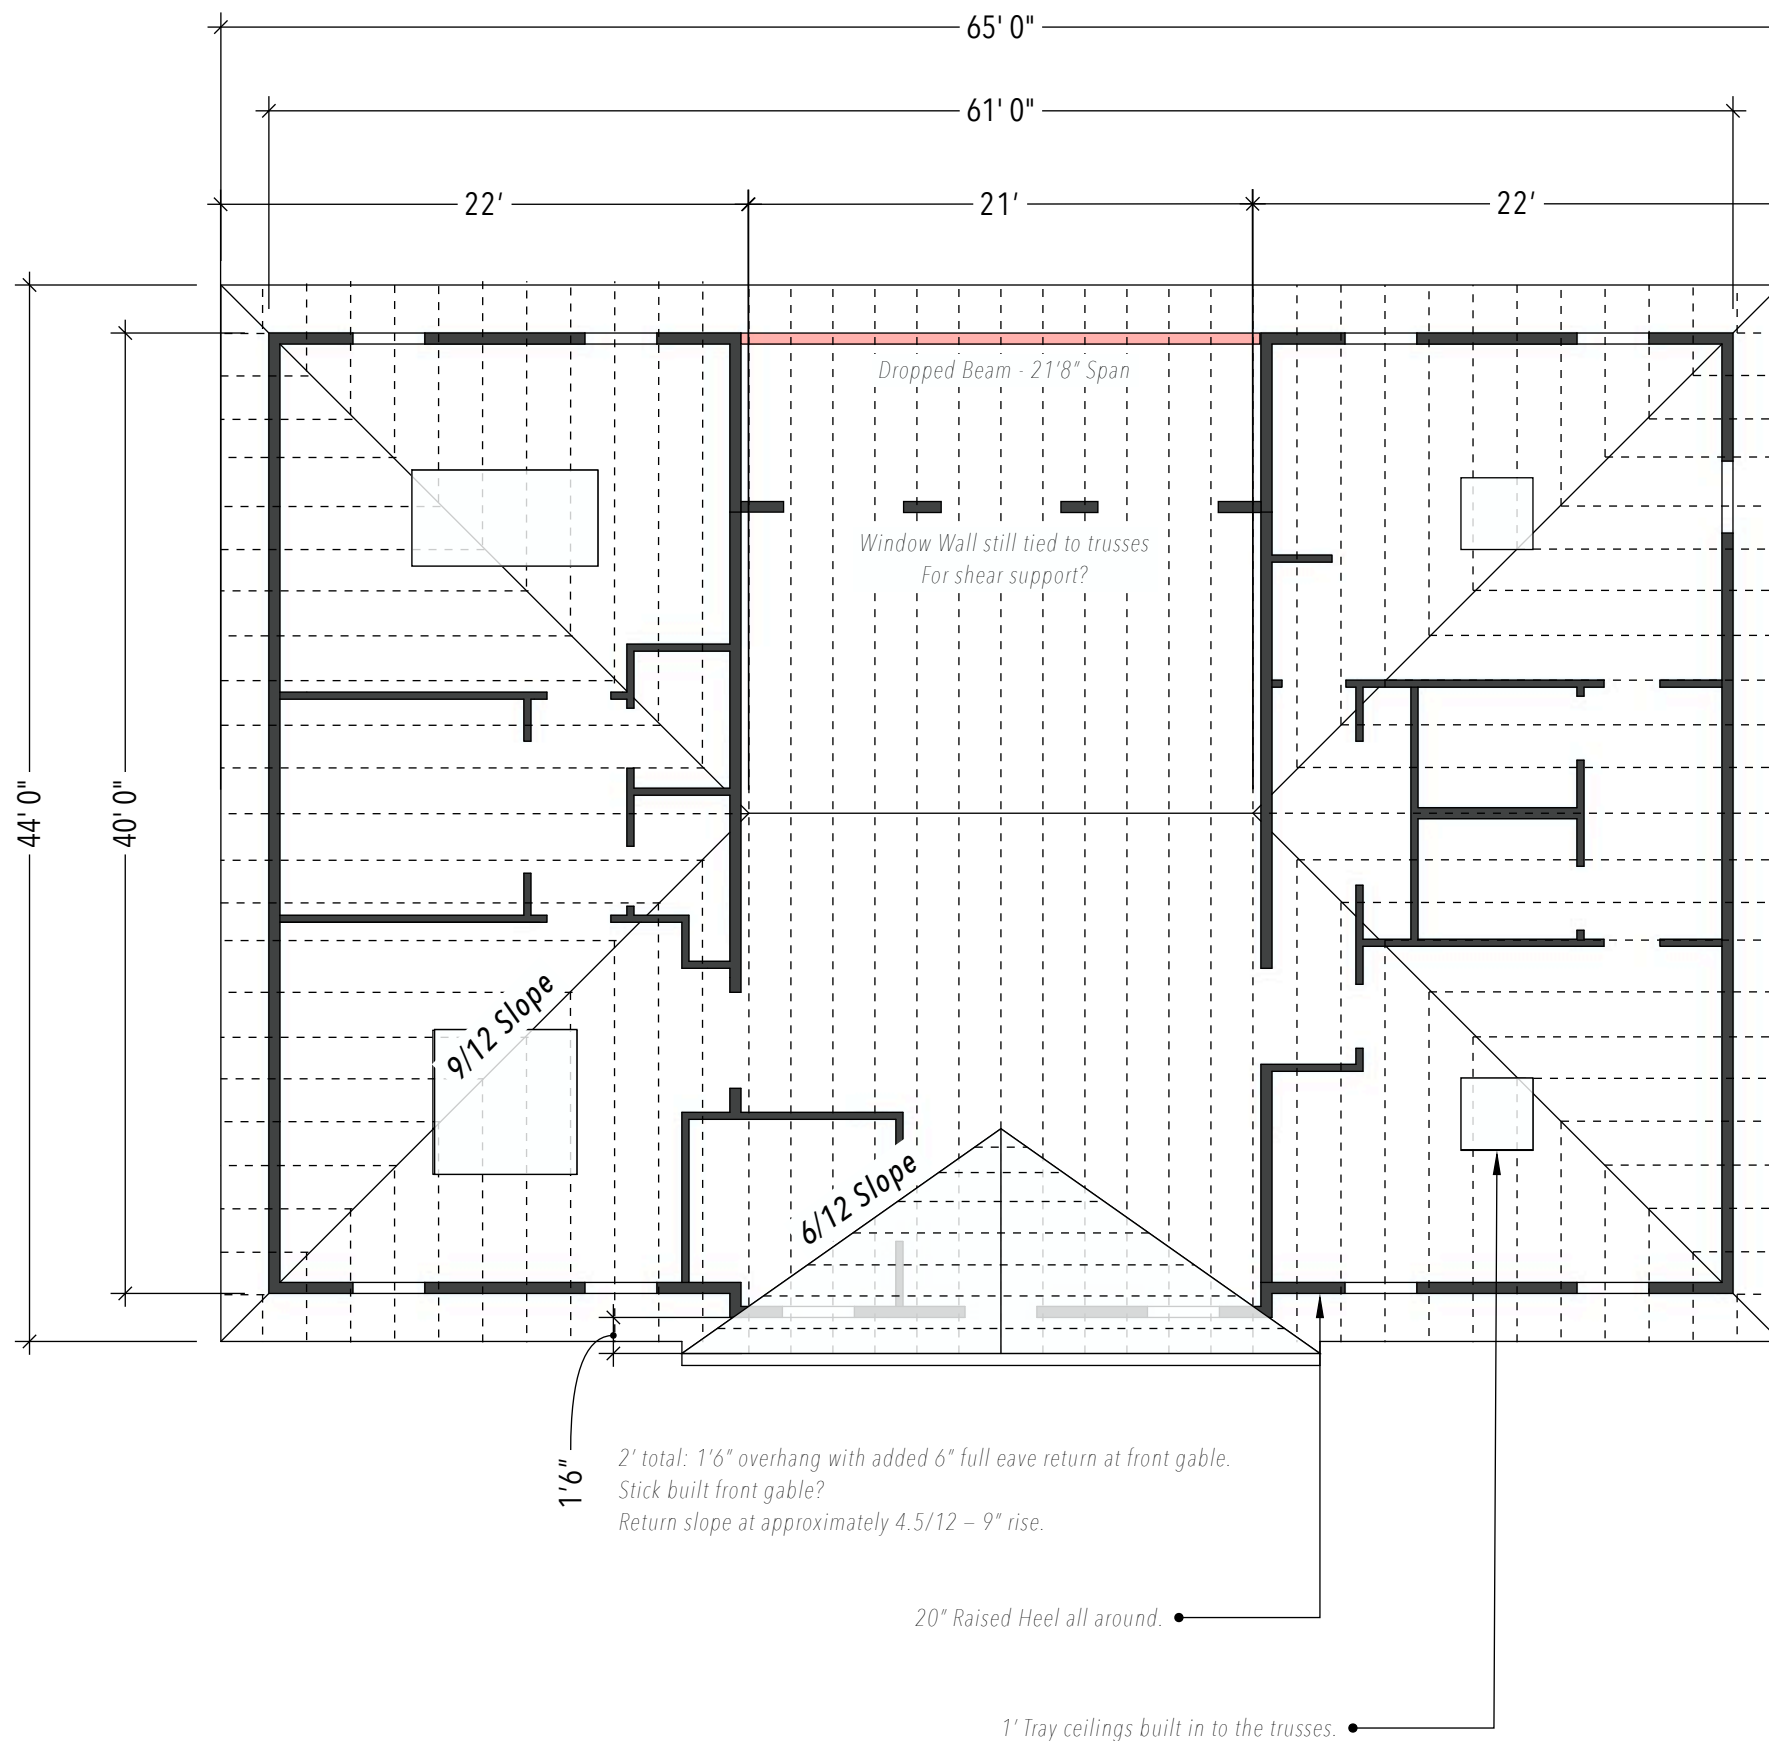 65' 0"
61' 0"
22'
21'
22'
Dropped Beam - 21'8" Span
Window Wall still tied to trusses
For shear support?
44' 0"
40' 0"
9/12 Slope
6/12 Slope
1'6"
2' total: 1'6" overhang with added 6" full eave return at front gable.
Stick built front gable?
Return slope at approximately 4.5/12 – 9" rise.
20" Raised Heel all around.
1' Tray ceilings built in to the trusses.